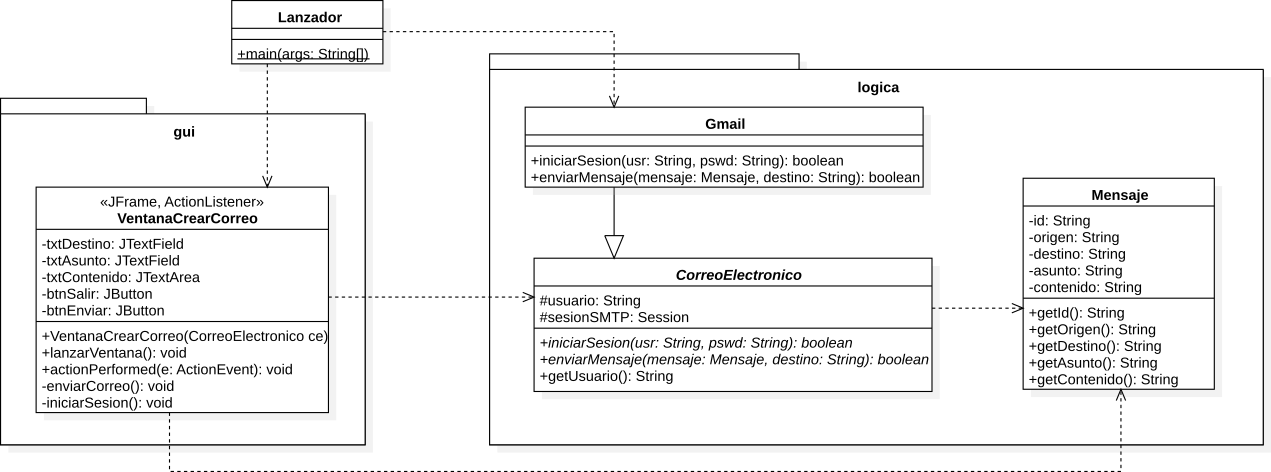 Lanzador
+main(args: String[])
gui
«JFrame, ActionListener»
VentanaCrearCorreo
-txtDestino: JTextField
-txtAsunto: JTextField
-txtContenido: JTextArea
-btnSalir: JButton
-btnEnviar: JButton
+VentanaCrearCorreo(CorreoElectronico ce)
+lanzarVentana(): void
+actionPerformed(e: ActionEvent): void
-enviarCorreo(): void
-iniciarSesion(): void
logica
Gmail
+iniciarSesion(usr: String, pswd: String): boolean
+enviarMensaje(mensaje: Mensaje, destino: String): boolean
CorreoElectronico
#usuario: String
#sesionSMTP: Session
+iniciarSesion(usr: String, pswd: String): boolean
+enviarMensaje(mensaje: Mensaje, destino: String): boolean
+getUsuario(): String
Mensaje
-id: String
-origen: String
-destino: String
-asunto: String
-contenido: String
+getId(): String
+getOrigen(): String
+getDestino(): String
+getAsunto(): String
+getContenido(): String